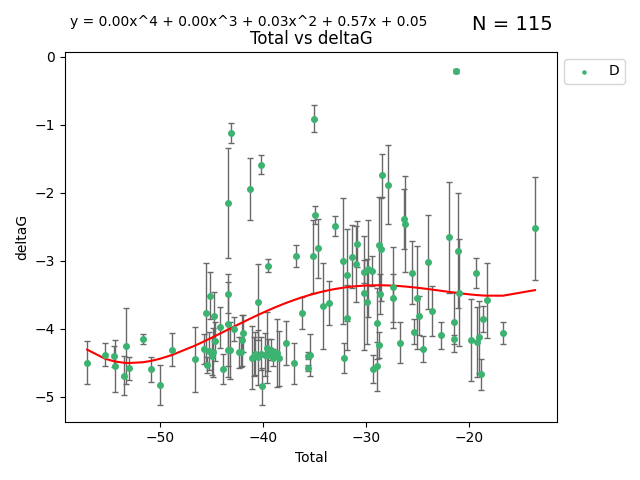 y = 0.00x^4 + 0.00x^3 + 0.03x^2 + 0.57x + 0.05
N = 115
Total vs deltaG
D
0
−1
−2
−3
−4
−5
deltaG
−50
−40
−30
−20
Total